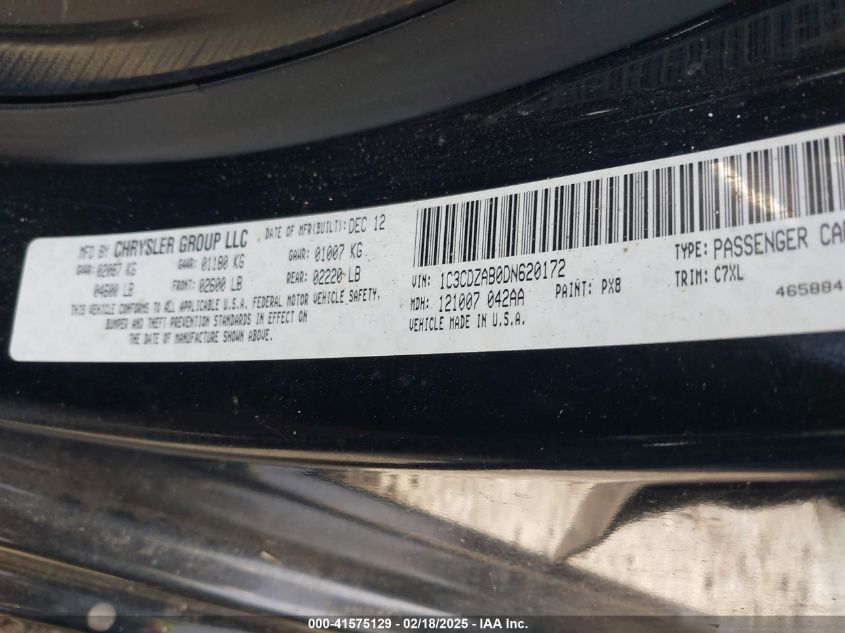 MFD BY CHRYSLER GROUP LLC DATE OF MFR(BUILT): DEC 12
GAWR: 02087 KG GAWR: 01180 KG GAWR: 01007 KG
04600 LB FRONT: 02600 LB REAR: 02220 LB
THIS VEHICLE CONFORMS TO ALL APPLICABLE U.S.A. FEDERAL MOTOR VEHICLE SAFETY,
BUMPER AND THEFT PREVENTION STANDARDS IN EFFECT ON
THE DATE OF MANUFACTURE SHOWN ABOVE.
VIN: 1C3CDZAB0DN620172 TYPE: PASSENGER CAR
MDH: 121007 042AA PAINT: PX8 TRIM: C7XL
VEHICLE MADE IN U.S.A. 465884
000-41575129 - 02/18/2025 - IAA Inc.